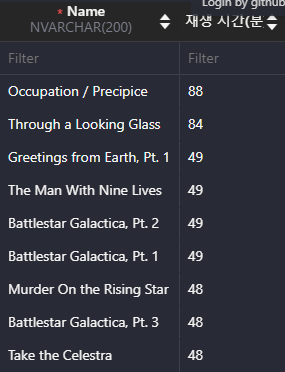 Login by github
* Name
NVARCHAR(200)
재생 시간(분
Filter Filter
Occupation / Precipice 88
Through a Looking Glass 84
Greetings from Earth, Pt. 1 49
The Man With Nine Lives 49
Battlestar Galactica, Pt. 2 49
Battlestar Galactica, Pt. 1 49
Murder On the Rising Star 48
Battlestar Galactica, Pt. 3 48
Take the Celestra 48